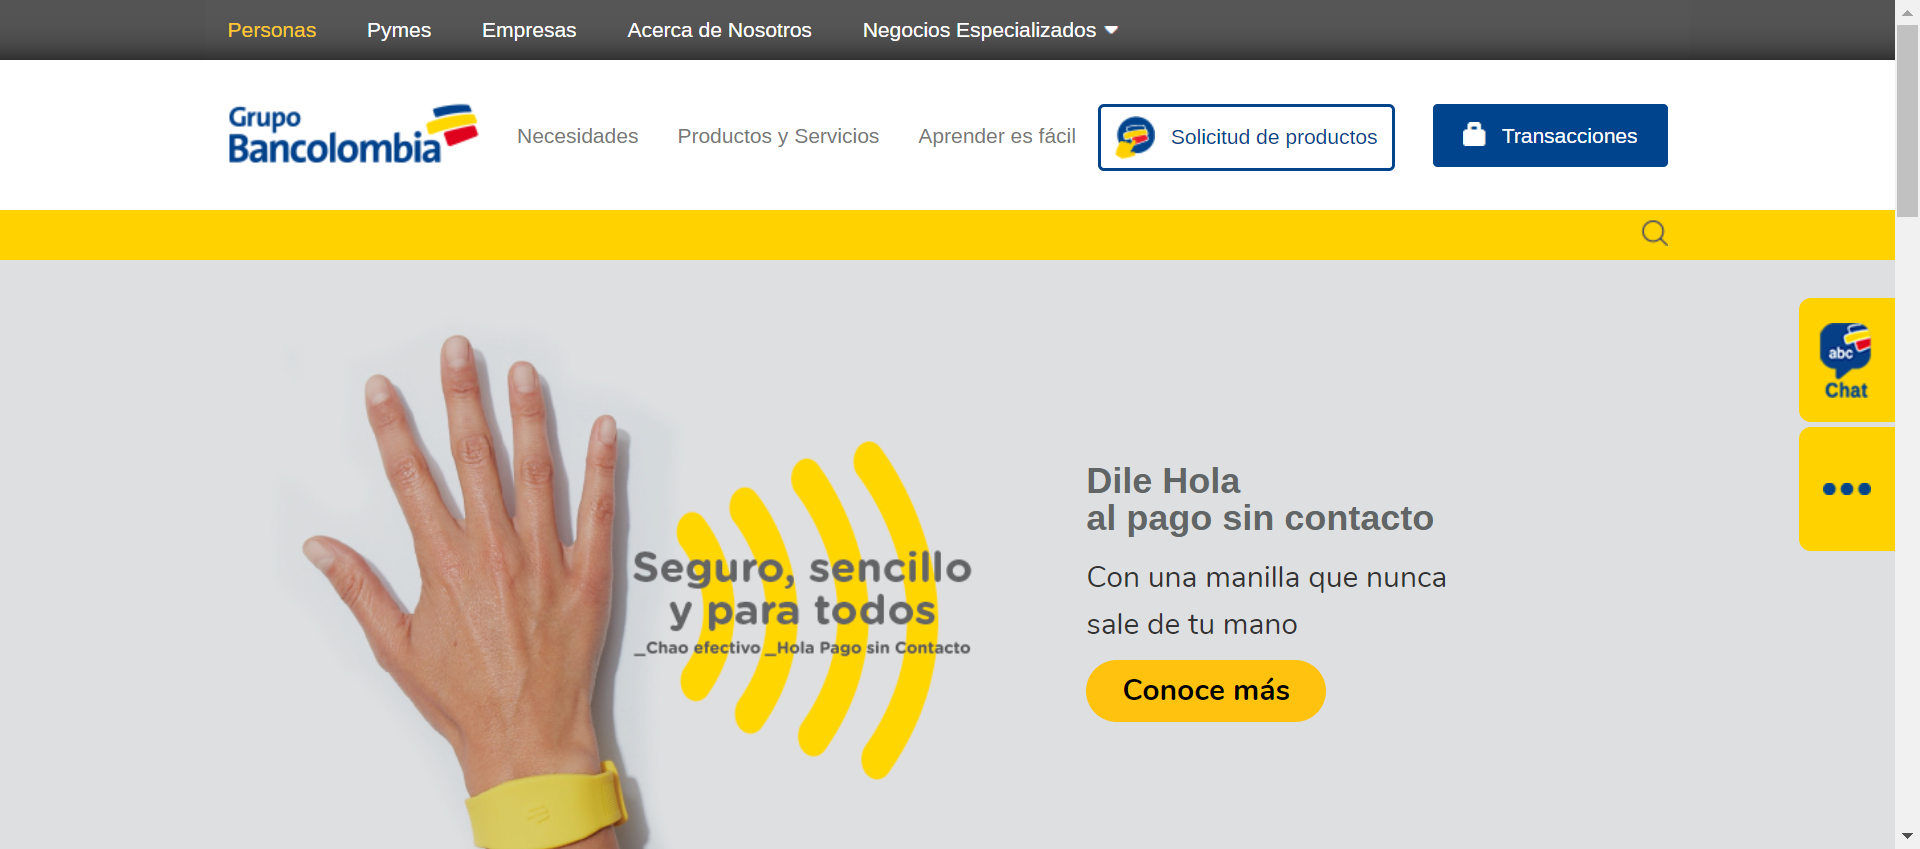 Personas Pymes Empresas Acerca de Nosotros Negocios Especializados
Grupo
Bancolombia
Necesidades Productos y Servicios Aprender es fácil Solicitud de productos Transacciones
abc
Chat
Seguro, sencillo
y para todos
_Chao efectivo _Hola Pago sin Contacto
Dile Hola
al pago sin contacto
Con una manilla que nunca
sale de tu mano
Conoce más